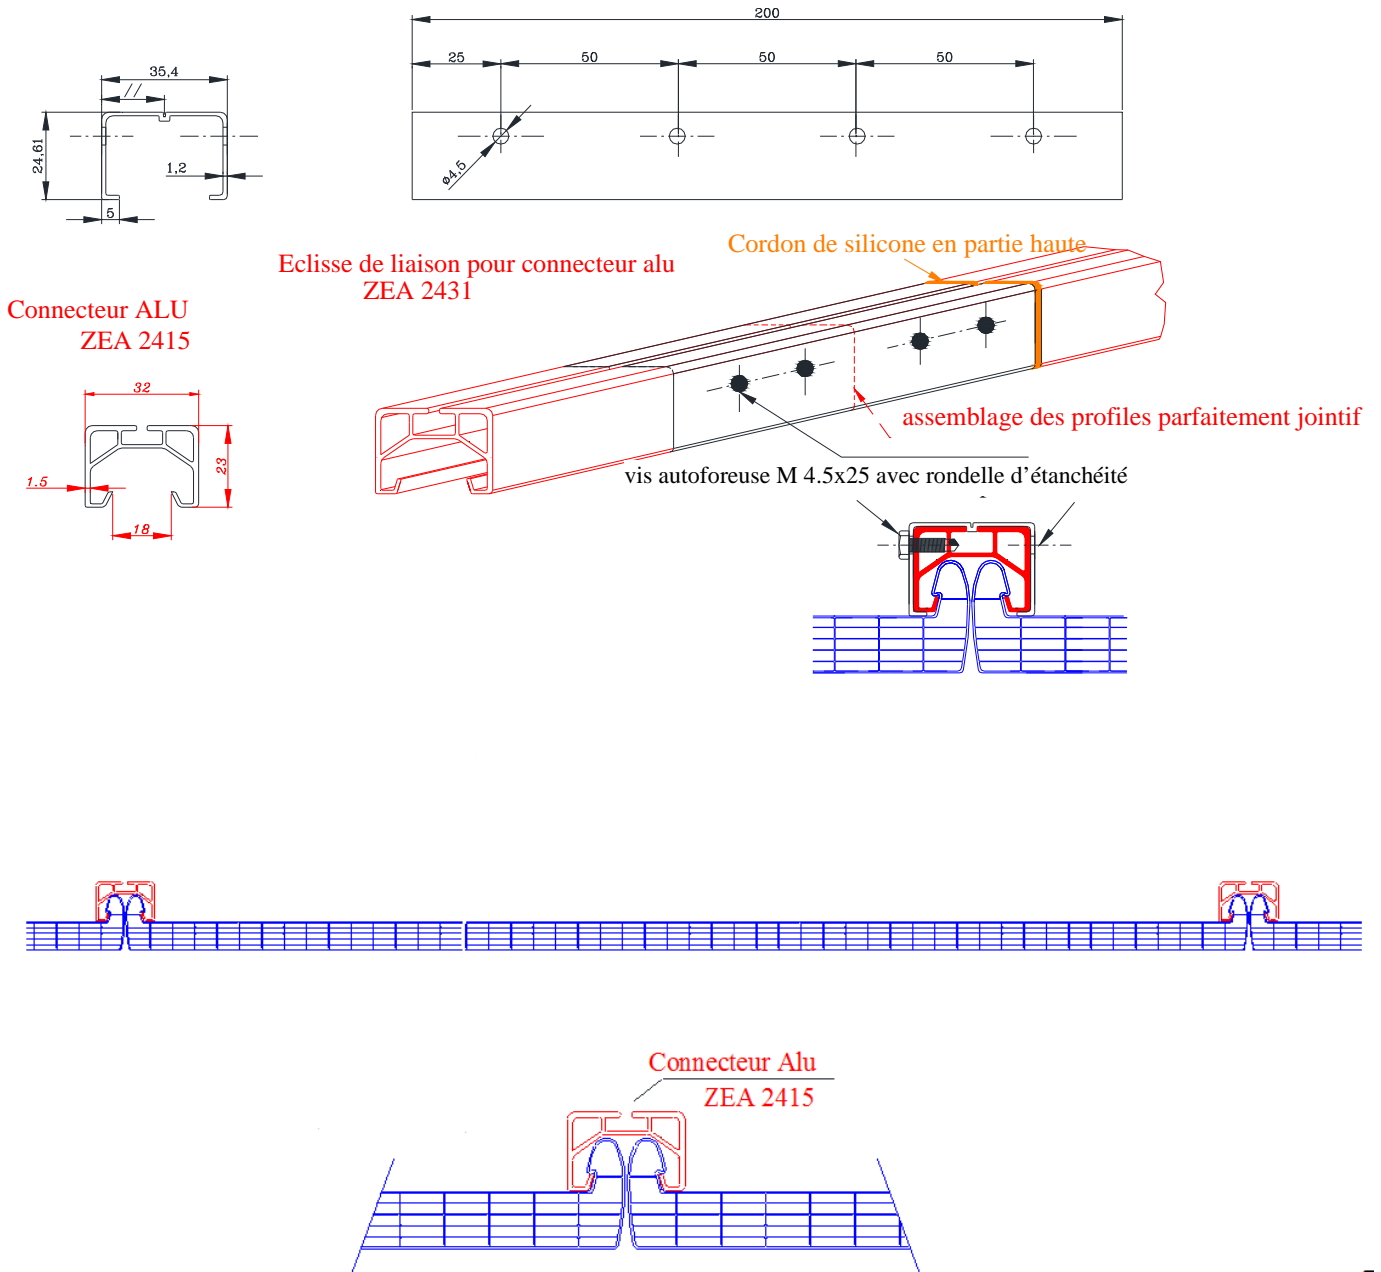 200
25
50
50
50
35,4
//
24,61
1,2
5
ø4,5
Cordon de silicone en partie haute
Eclisse de liaison pour connecteur alu
ZEA 2431
Connecteur ALU
ZEA 2415
32
23
1.5
18
assemblage des profiles parfaitement jointif
vis autoforeuse M 4.5x25 avec rondelle d'étanchéité
Connecteur Alu
ZEA 2415